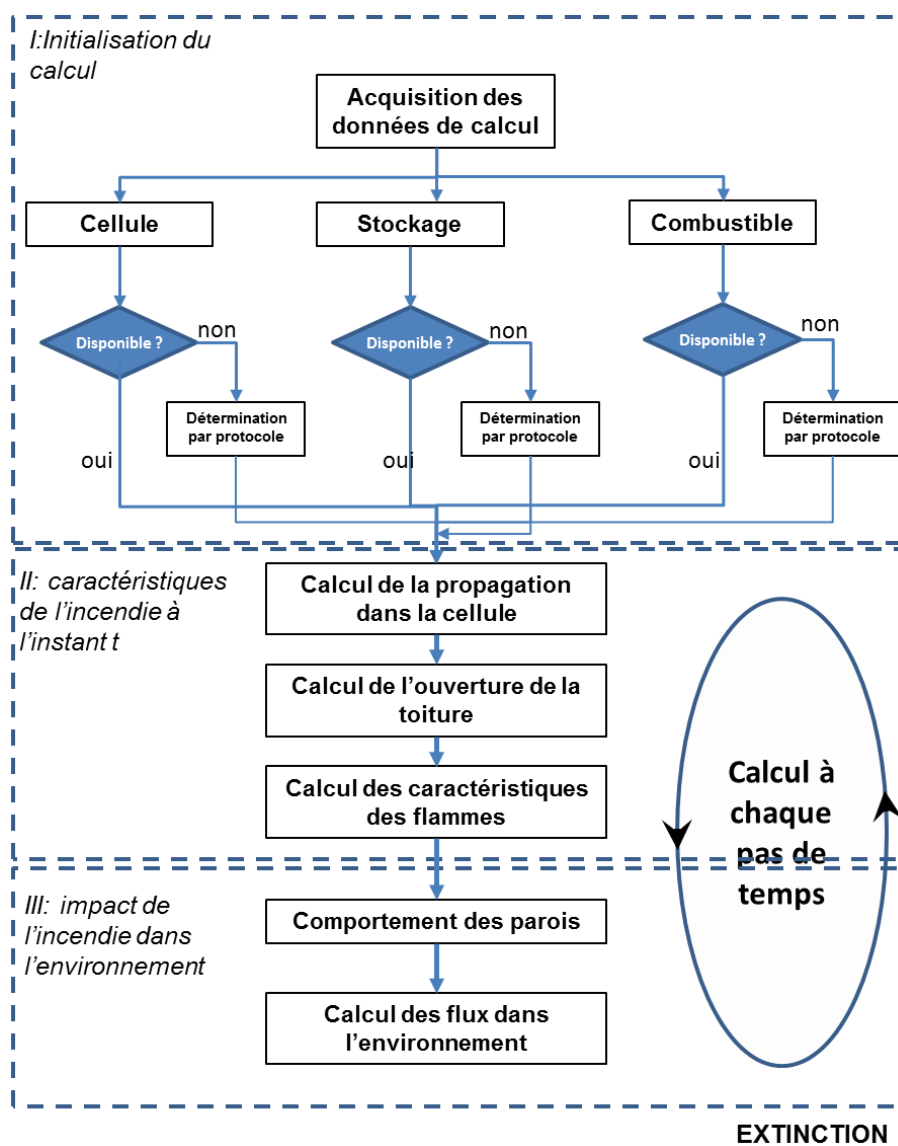 I:Initialisation du
calcul
Acquisition des
données de calcul
Cellule
Stockage
Combustible
Disponible ?
non
Disponible ?
non
Disponible ?
non
Détermination
par protocole
Détermination
par protocole
Détermination
par protocole
oui
oui
oui
II: caractéristiques
de l’incendie à
l’instant t
Calcul de la propagation
dans la cellule
Calcul de l’ouverture de la
toiture
Calcul des caractéristiques
des flammes
Calcul à
chaque
pas de
temps
III: impact de
l’incendie dans
l’environnement
Comportement des parois
Calcul des flux dans
l’environnement
EXTINCTION